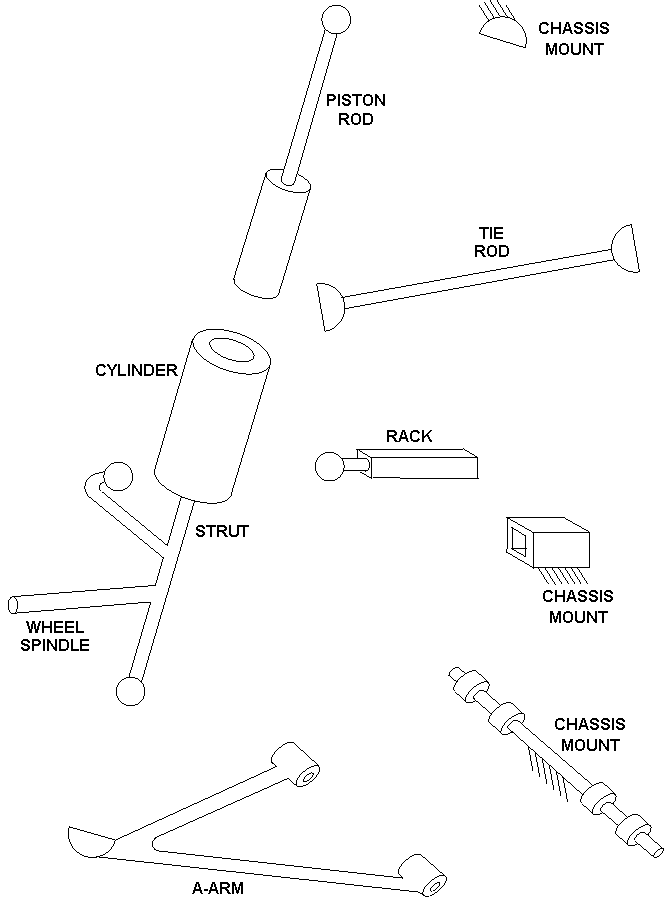 CHASSIS
MOUNT
PISTON
ROD
TIE
ROD
CYLINDER
RACK
STRUT
CHASSIS
MOUNT
WHEEL
SPINDLE
CHASSIS
MOUNT
A-ARM